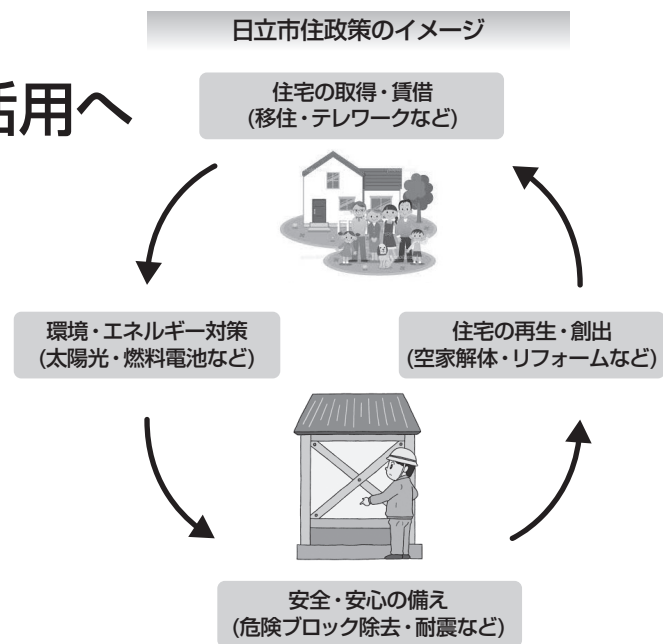 日立市住政策のイメージ
活用へ
住宅の取得・賃借
(移住・テレワークなど)
環境・エネルギー対策
(太陽光・燃料電池など)
住宅の再生・創出
(空家解体・リフォームなど)
安全・安心の備え
(危険ブロック除去・耐震など)